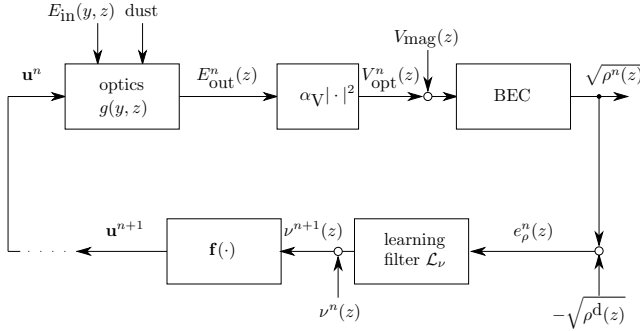 E_in(y, z) dust
V_mag(z)
u^n
optics
g(y, z)
E^n_out(z)
α_V| · |^2
V^n_opt(z)
BEC
√ρ^n(z)
u^{n+1}
f(·)
ν^{n+1}(z)
learning
filter ℒ_ν
e^n_ρ(z)
ν^n(z)
−√ρ^d(z)